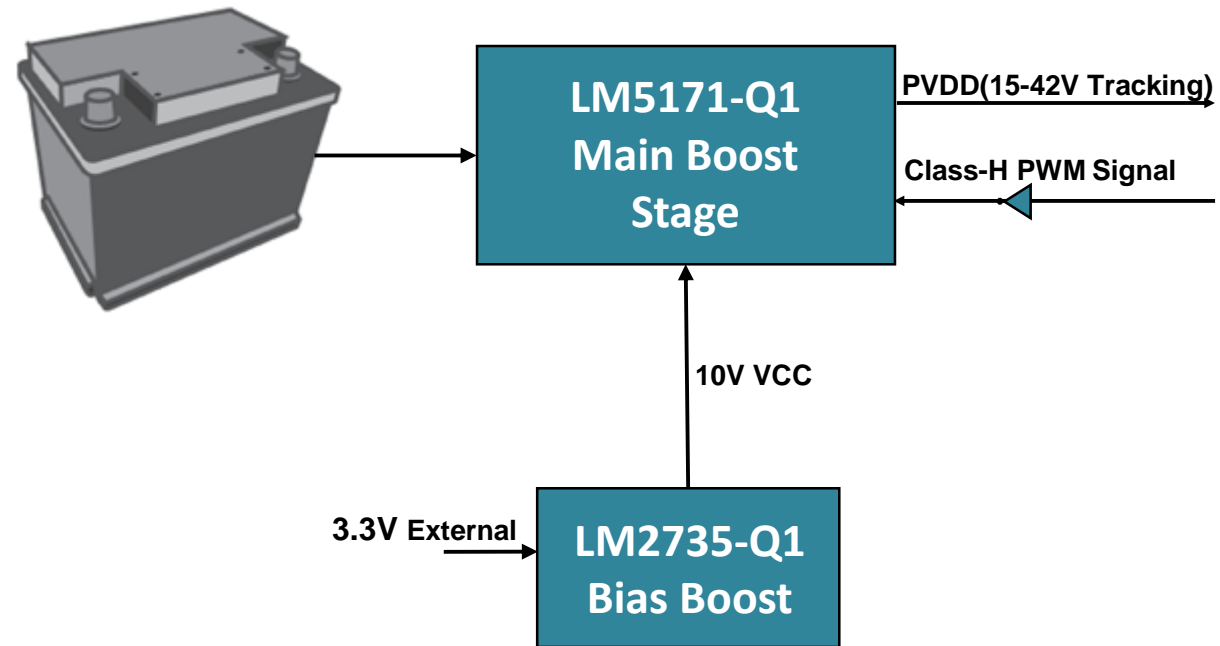 LM5171-Q1
Main Boost
Stage
PVDD(15-42V Tracking)
Class-H PWM Signal
10V VCC
3.3V External
LM2735-Q1
Bias Boost